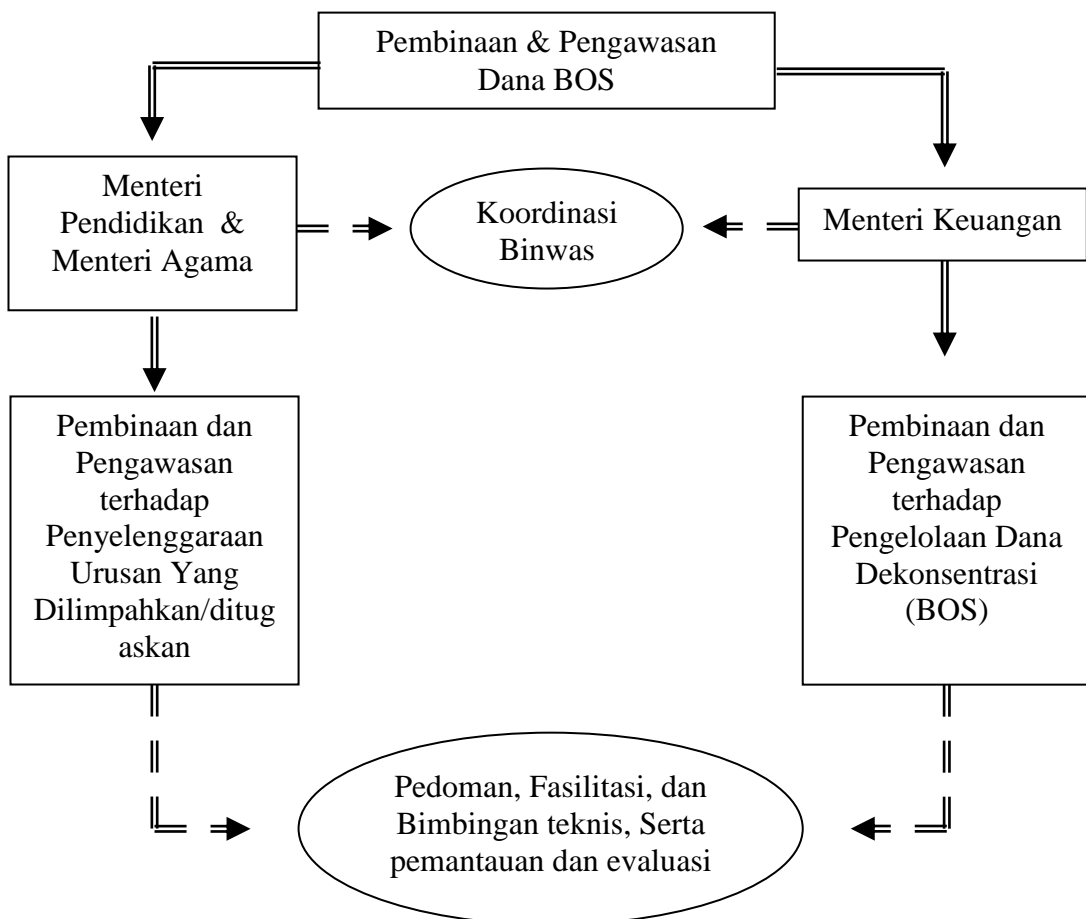 Pembinaan & Pengawasan
Dana BOS
Menteri
Pendidikan &
Menteri Agama
Koordinasi
Binwas
Menteri Keuangan
Pembinaan dan
Pengawasan
terhadap
Penyelenggaraan
Urusan Yang
Dilimpahkan/ditug
askan
Pembinaan dan
Pengawasan
terhadap
Pengelolaan Dana
Dekonsentrasi
(BOS)
Pedoman, Fasilitasi, dan
Bimbingan teknis, Serta
pemantauan dan evaluasi